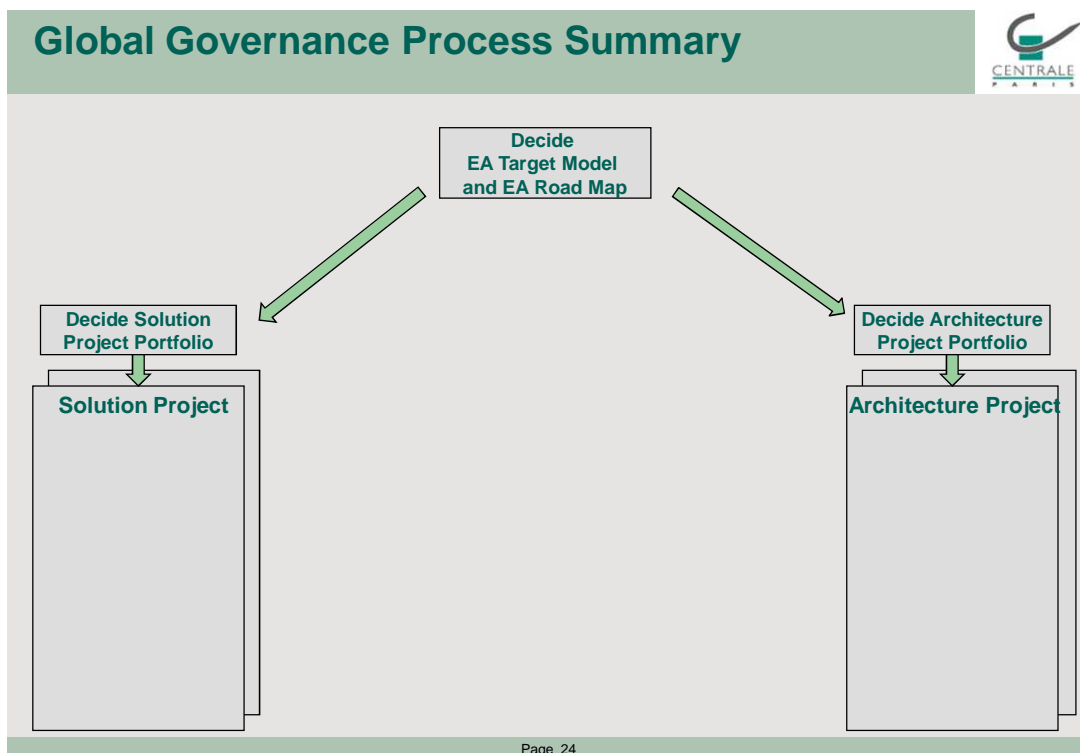 Global Governance Process Summary
CENTRALE
PARIS
Decide
EA Target Model
and EA Road Map
Decide Solution
Project Portfolio
Decide Architecture
Project Portfolio
Solution Project
Architecture Project
Page 24